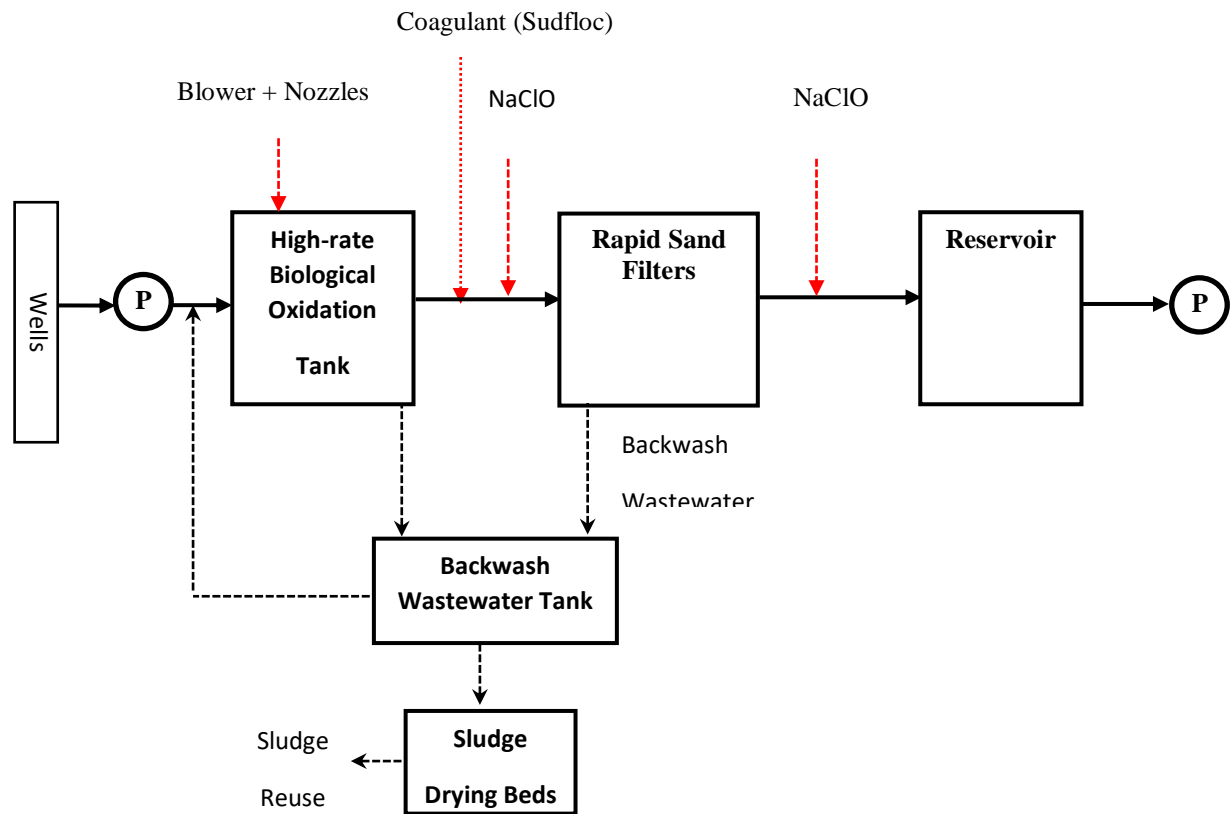 Coagulant (Sudfloc)
Blower + Nozzles
NaClO
NaClO
Wells
P
High-rate
Biological
Oxidation
Tank
Rapid Sand
Filters
Reservoir
P
Backwash
Wastewater
Backwash
Wastewater Tank
Sludge
Reuse
Sludge
Drying Beds